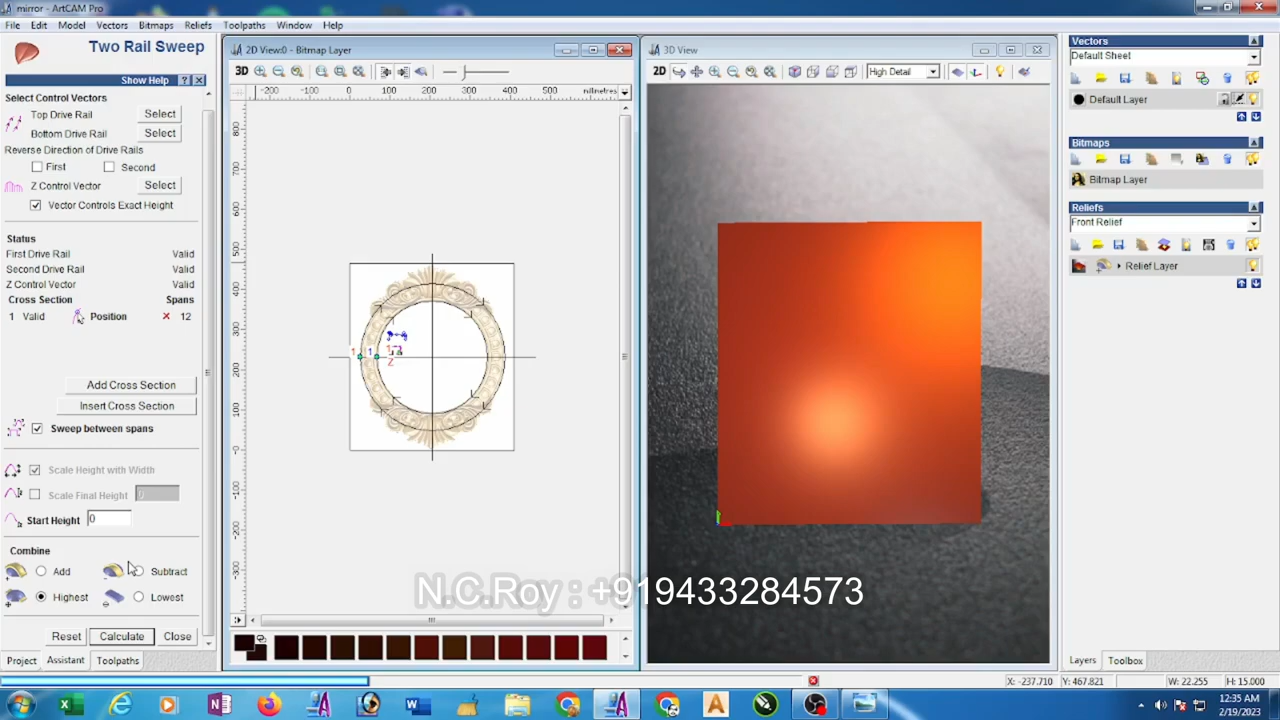 mirror - ArtCAM Pro
File Edit Model Vectors Bitmaps Reliefs Toolpaths Window Help
Two Rail Sweep
Show Help ?
Select Control Vectors
Top Drive Rail Select
Bottom Drive Rail Select
Reverse Direction of Drive Rails
First Second
Z Control Vector Select
Vector Controls Exact Height
Status
First Drive Rail Valid
Second Drive Rail Valid
Z Control Vector Valid
Cross Section Spans
1 Valid Position 12
Add Cross Section
Insert Cross Section
Sweep between spans
Scale Height with Width
Scale Final Height 0
Start Height 0
Combine
Add Subtract
Highest Lowest
Reset Calculate Close
Project Assistant Toolpaths
2D View:0 - Bitmap Layer
3D
-200 -100 0 100 200 300 400 500 millimetres
800
700
600
500
400
300
200
100
-0
-100
-200
-300
3D View
2D High Detail
N.C.Roy : +919433284573
Vectors
Default Sheet
Default Layer
Bitmaps
Bitmap Layer
Reliefs
Front Relief
Relief Layer
Layers Toolbox
X: -237.710 Y: 467.821 W: 22.255 H: 15.000
12:35 AM
2/19/2023